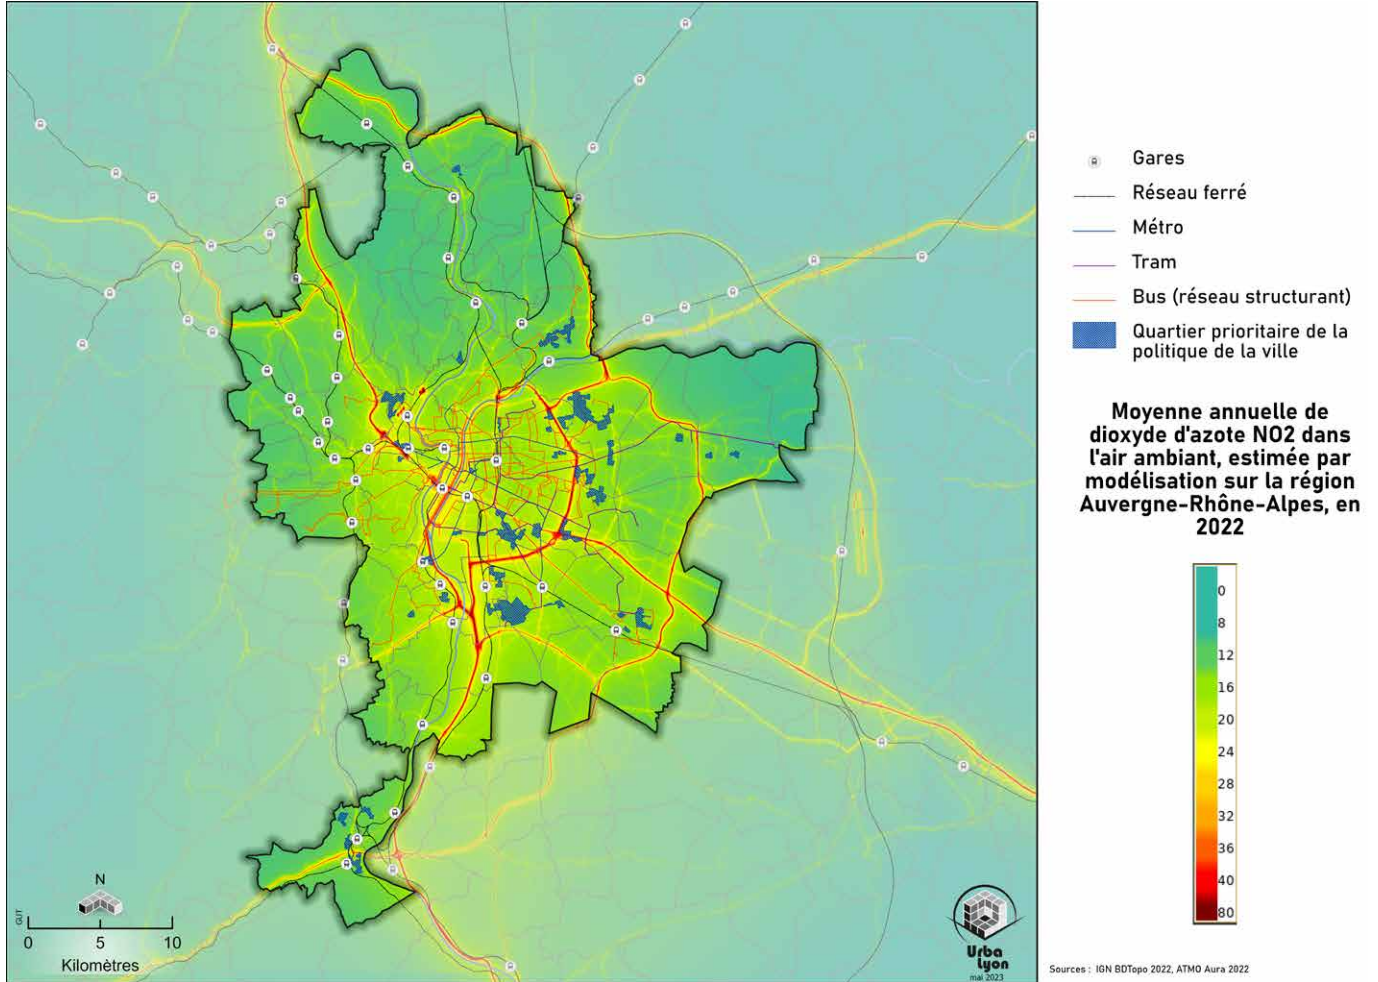 Gares
Réseau ferré
Métro
Tram
Bus (réseau structurant)
Quartier prioritaire de la
politique de la ville
Moyenne annuelle de
dioxyde d'azote NO2 dans
l'air ambiant, estimée par
modélisation sur la région
Auvergne-Rhône-Alpes, en
2022
0
8
12
16
20
24
28
32
36
40
80
N
0 5 10
Kilomètres
Urba
Lyon
mai 2023
Sources : IGN BDTopo 2022, ATMO Aura 2022